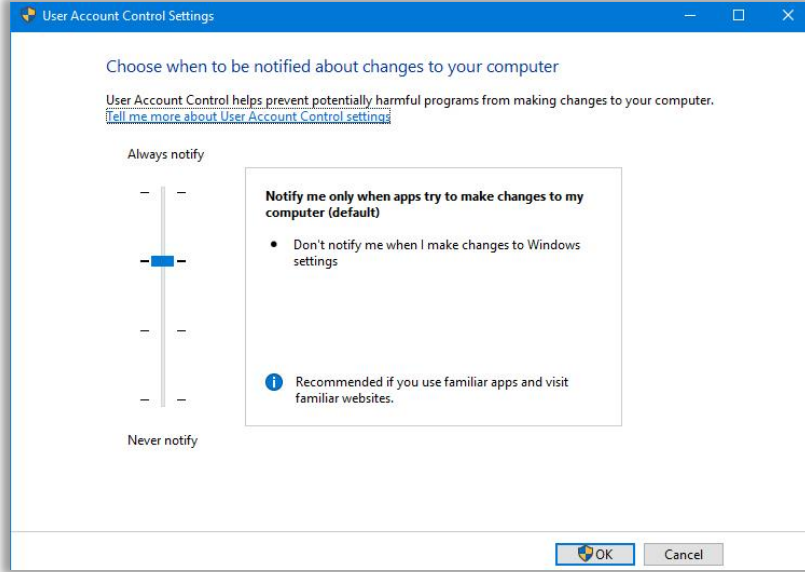 User Account Control Settings
Choose when to be notified about changes to your computer
User Account Control helps prevent potentially harmful programs from making changes to your computer.
Tell me more about User Account Control settings
Always notify
Notify me only when apps try to make changes to my
computer (default)
• Don't notify me when I make changes to Windows
settings
Recommended if you use familiar apps and visit
familiar websites.
Never notify
OK
Cancel